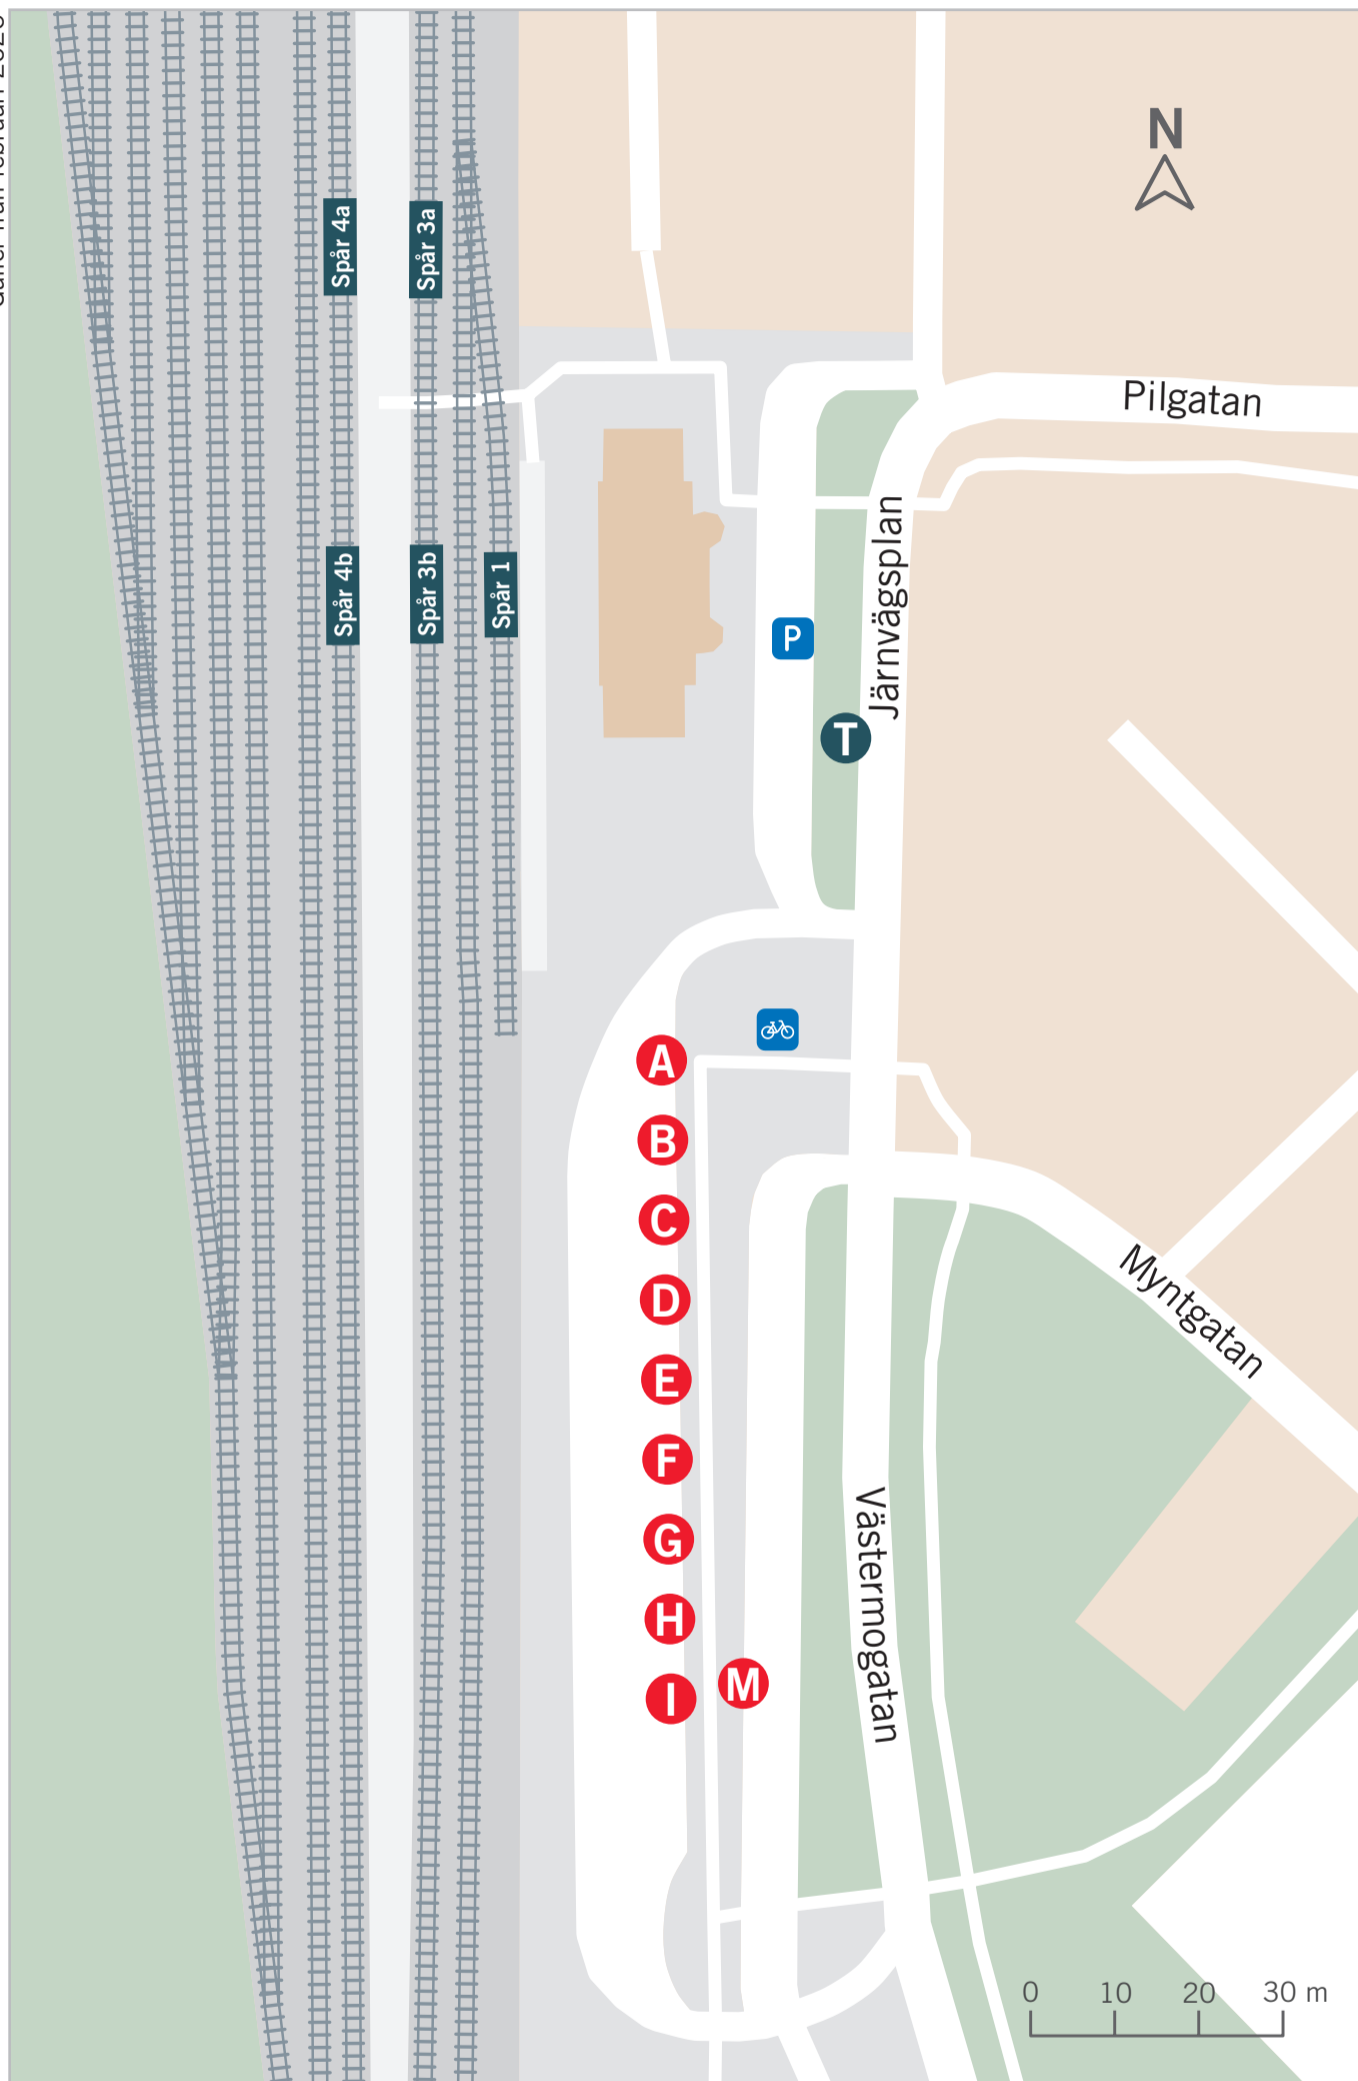 N
Spår 4a
Spår 3a
Pilgatan
Spår 4b
Spår 3b
Spår 1
Järnvägsplan
P
T
A
B
C
D
E
F
G
H
I
M
Myntgatan
Västermogatan
0 10 20 30 m